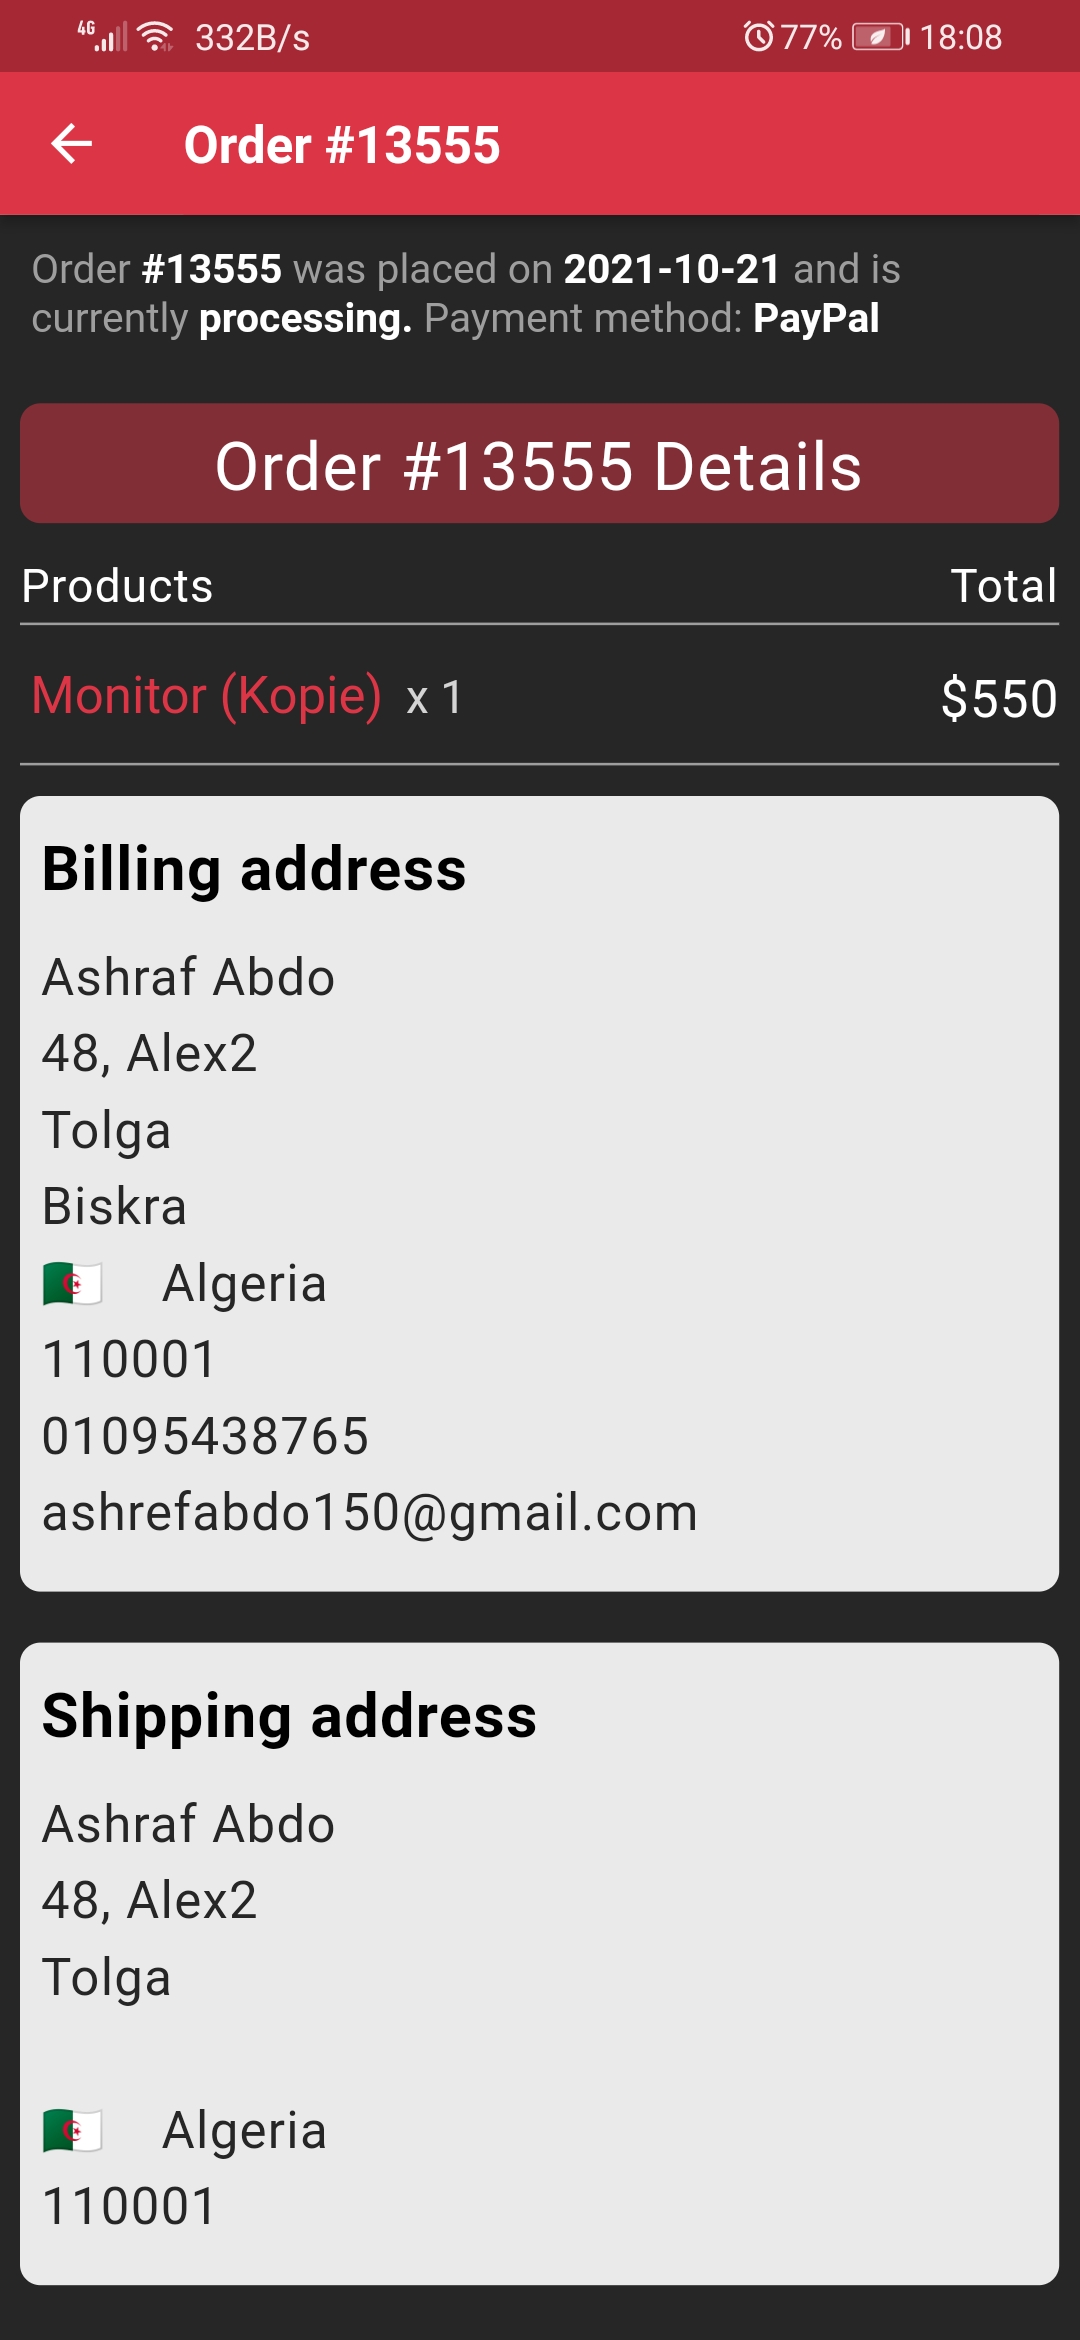 4G 332B/s 77% 18:08
Order #13555
Order #13555 was placed on 2021-10-21 and is
currently processing. Payment method: PayPal
Order #13555 Details
Products Total
Monitor (Kopie) x 1 $550
Billing address
Ashraf Abdo
48, Alex2
Tolga
Biskra
Algeria
110001
01095438765
ashrefabdo150@gmail.com
Shipping address
Ashraf Abdo
48, Alex2
Tolga
Algeria
110001